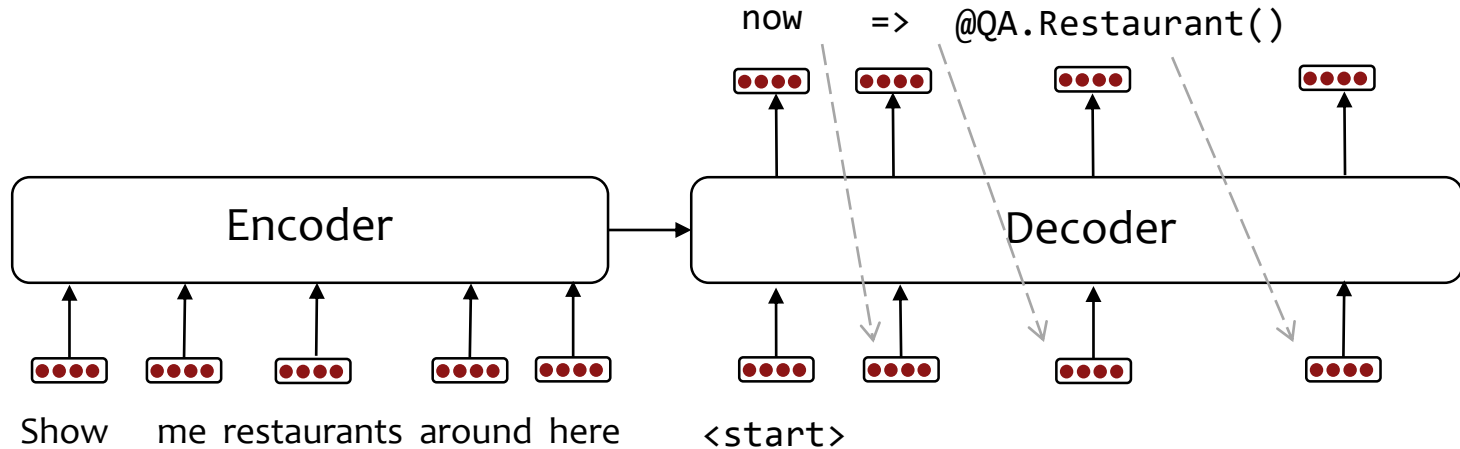 now => @QA.Restaurant()
Encoder
Decoder
Show me restaurants around here
<start>